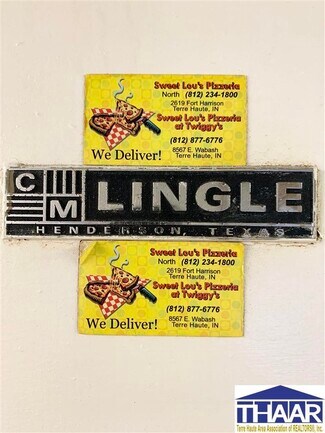 Sweet Lou's Pizzeria
North (812) 234-1800
2619 Fort Harrison
Terre Haute, IN
Sweet Lou's Pizzeria
at Twiggy's
(812) 877-6776
We Deliver!
8567 E. Wabash
Terre Haute, IN
C M LINGLE
HENDERSON, TEXAS
Sweet Lou's Pizzeria
North (812) 234-1800
2619 Fort Harrison
Terre Haute, IN
Sweet Lou's Pizzeria
at Twiggy's
(812) 877-6776
We Deliver!
8567 E. Wabash
Terre Haute, IN
THAAR
Terre Haute Area Association of REALTORS®, Inc.